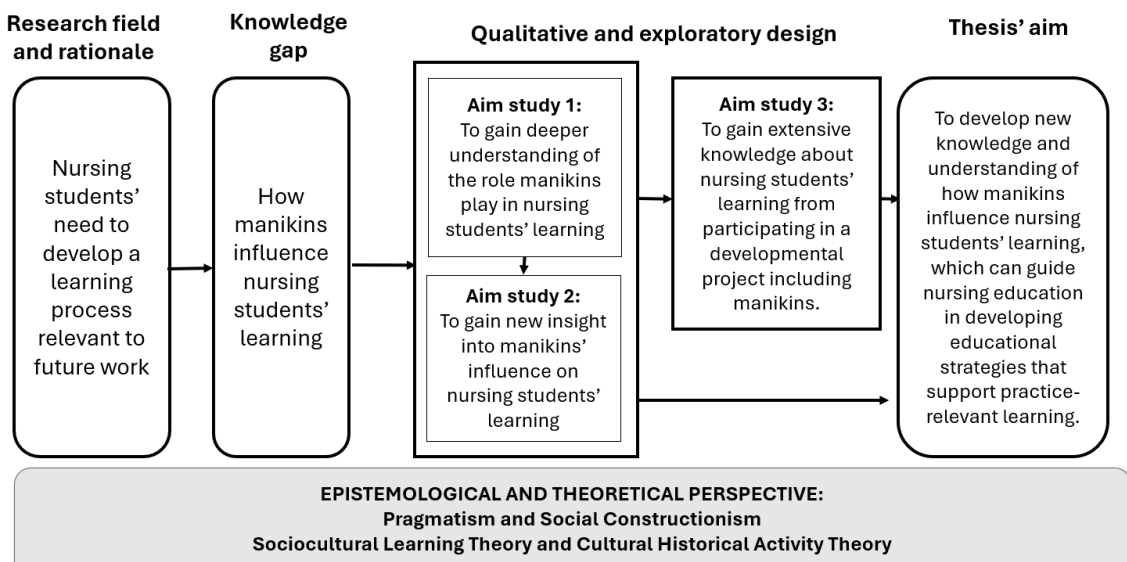 Research field
and rationale
Nursing
students’
need to
develop a
learning
process
relevant to
future work
Knowledge
gap
How
manikins
influence
nursing
students’
learning
Qualitative and exploratory design
Aim study 1:
To gain deeper
understanding of
the role manikins
play in nursing
students’ learning
Aim study 2:
To gain new insight
into manikins’
influence on
nursing students’
learning
Aim study 3:
To gain extensive
knowledge about
nursing students’
learning from
participating in a
developmental
project including
manikins.
Thesis’ aim
To develop new
knowledge and
understanding of
how manikins
influence nursing
students’ learning,
which can guide
nursing education
in developing
educational
strategies that
support practice-
relevant learning.
EPISTEMOLOGICAL AND THEORETICAL PERSPECTIVE:
Pragmatism and Social Constructionism
Sociocultural Learning Theory and Cultural Historical Activity Theory